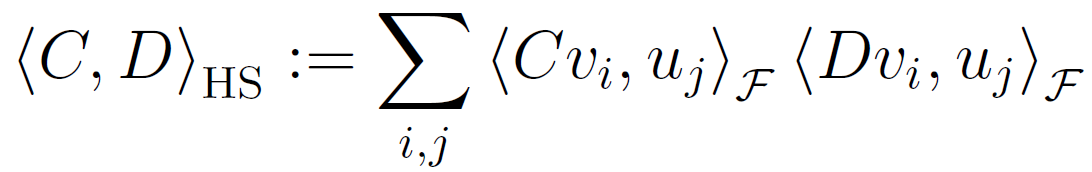 ⟨C, D⟩_HS := ∑_{i,j} ⟨Cv_i, u_j⟩_ℱ ⟨Dv_i, u_j⟩_ℱ